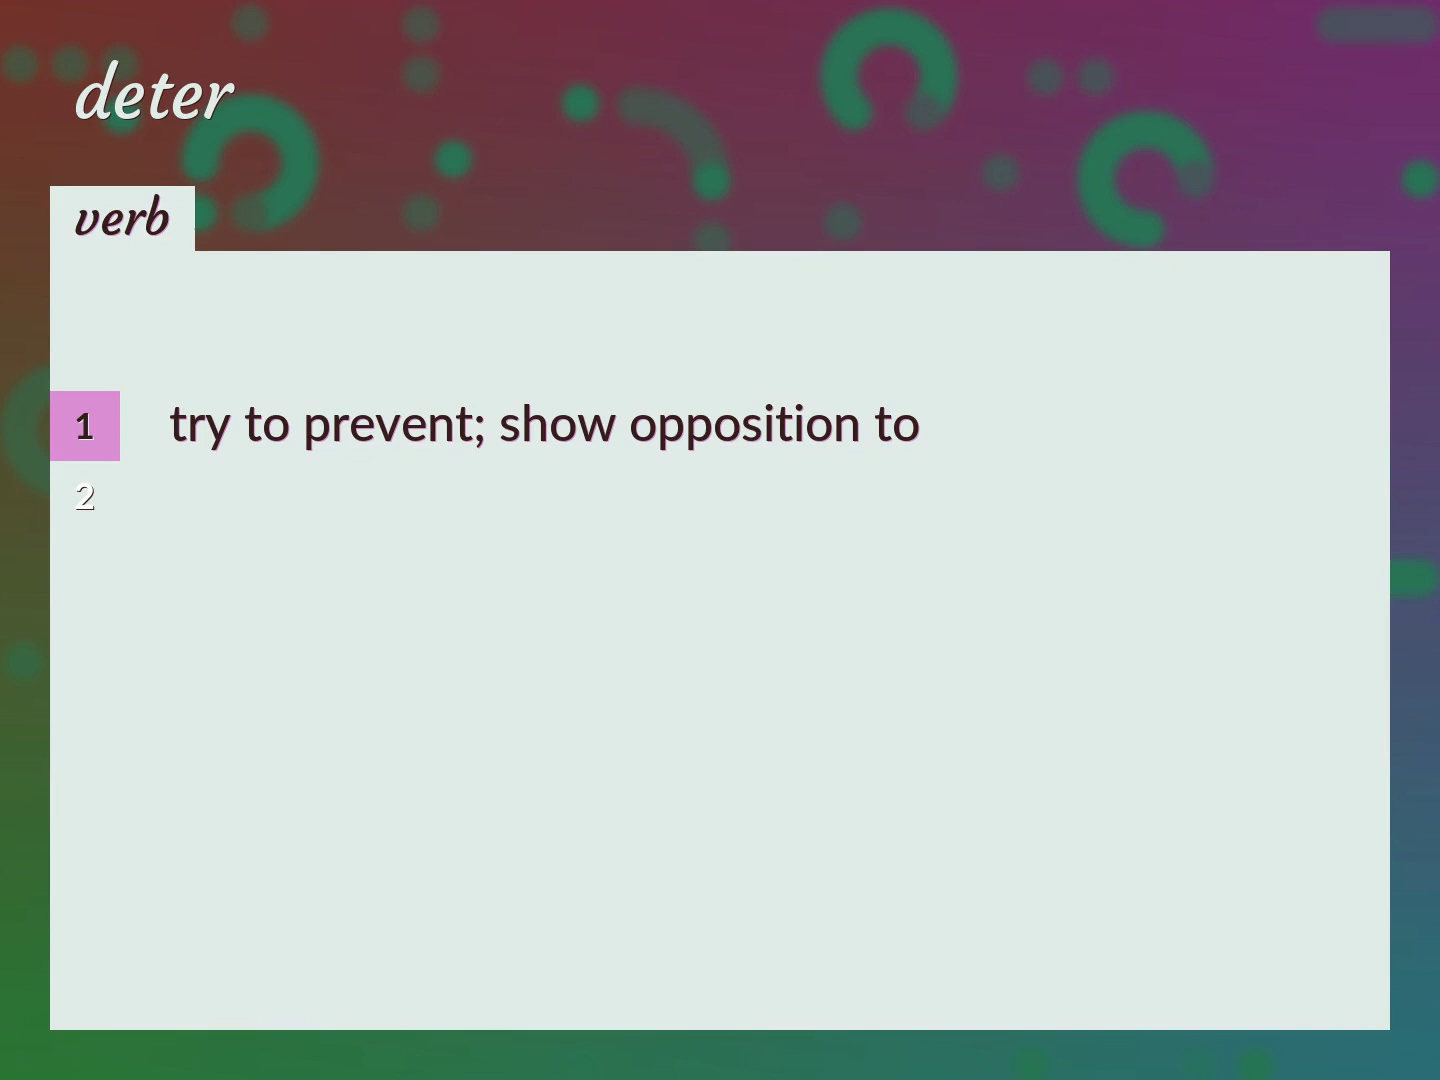 deter
verb
1 try to prevent; show opposition to
2